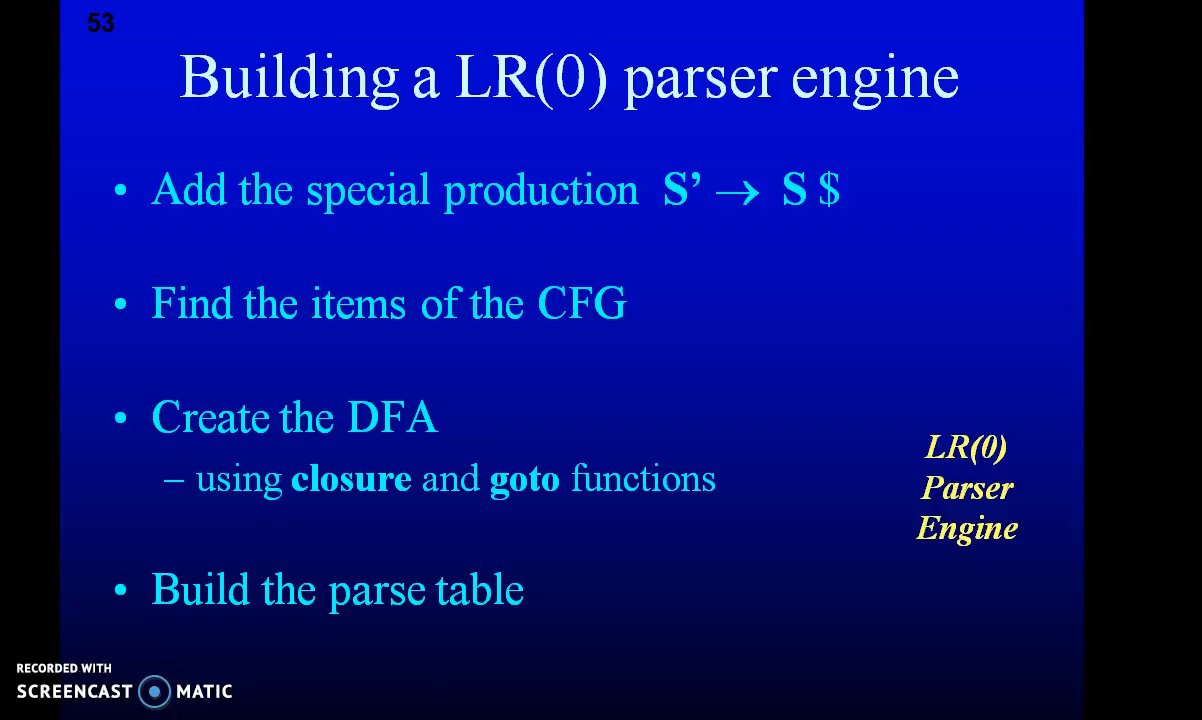 53
Building a LR(0) parser engine
• Add the special production S’ → S $
• Find the items of the CFG
• Create the DFA
– using closure and goto functions
LR(0)
Parser
Engine
• Build the parse table
RECORDED WITH
SCREENCAST MATIC